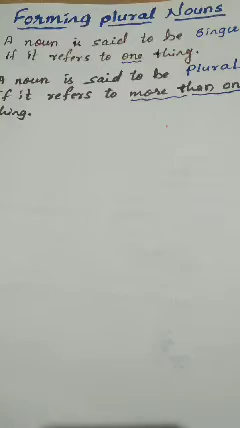 Forming plural Nouns
A noun is said to be Singu
if it refers to one thing.
A noun is said to be Plural
if it refers to more than on
hing.